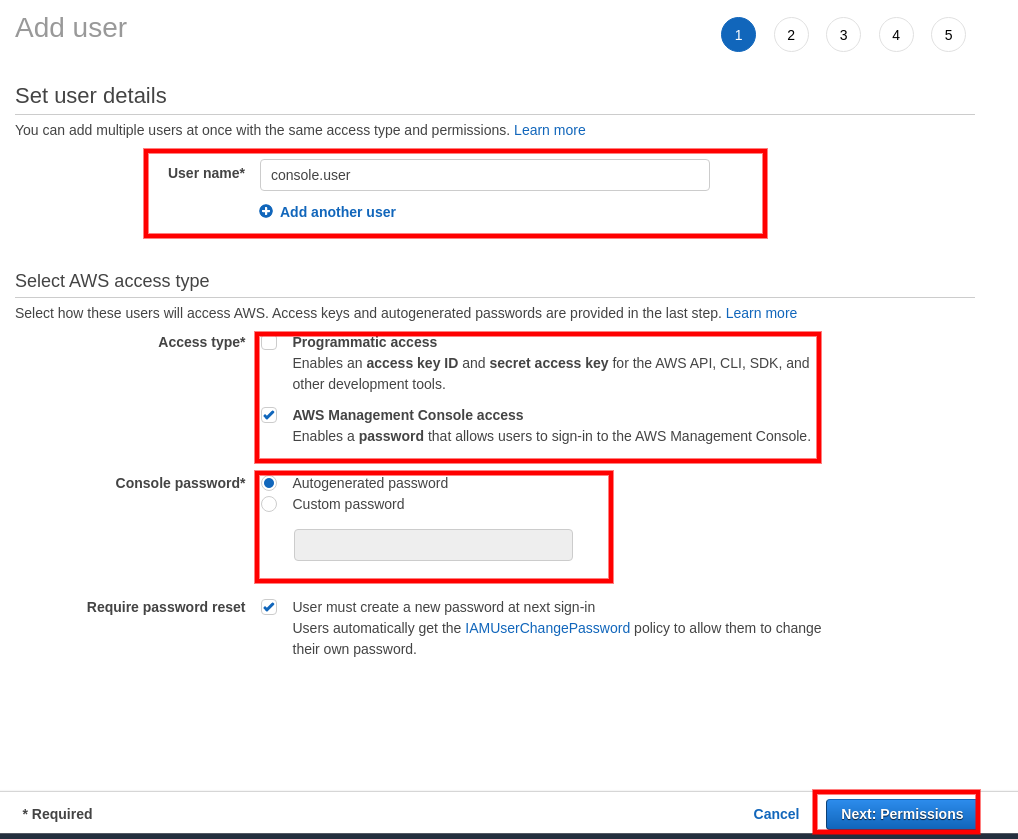 Add user
1 2 3 4 5
Set user details
You can add multiple users at once with the same access type and permissions. Learn more
User name* console.user
Add another user
Select AWS access type
Select how these users will access AWS. Access keys and autogenerated passwords are provided in the last step. Learn more
Access type* Programmatic access
Enables an access key ID and secret access key for the AWS API, CLI, SDK, and
other development tools.
AWS Management Console access
Enables a password that allows users to sign-in to the AWS Management Console.
Console password* Autogenerated password
Custom password
Require password reset User must create a new password at next sign-in
Users automatically get the IAMUserChangePassword policy to allow them to change
their own password.
* Required Cancel Next: Permissions